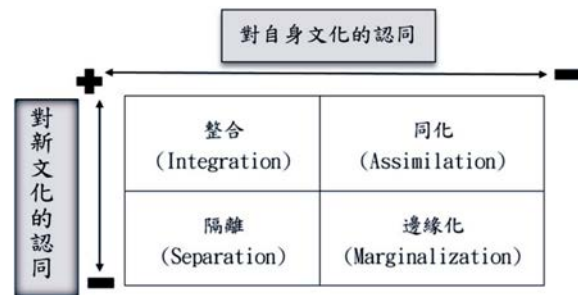 對自身文化的認同
對新文化的認同
整合
(Integration)
同化
(Assimilation)
隔離
(Separation)
邊緣化
(Marginalization)